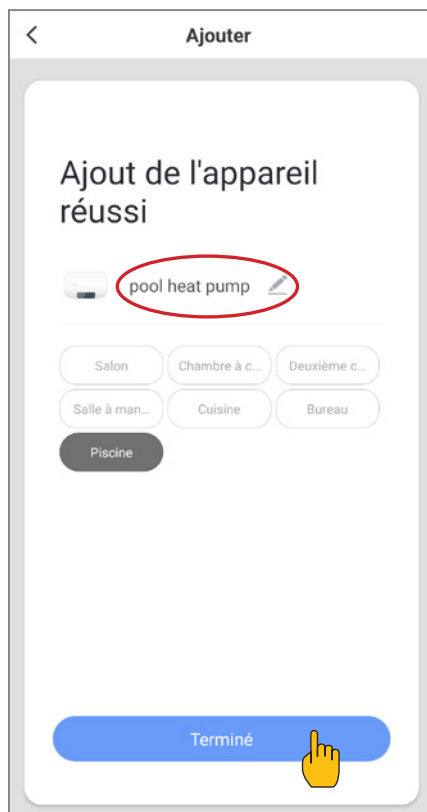 Ajouter
Ajout de l'appareil
réussi
pool heat pump
Salon Chambre à c... Deuxième c...
Salle à man... Cuisine Bureau
Piscine
Terminé